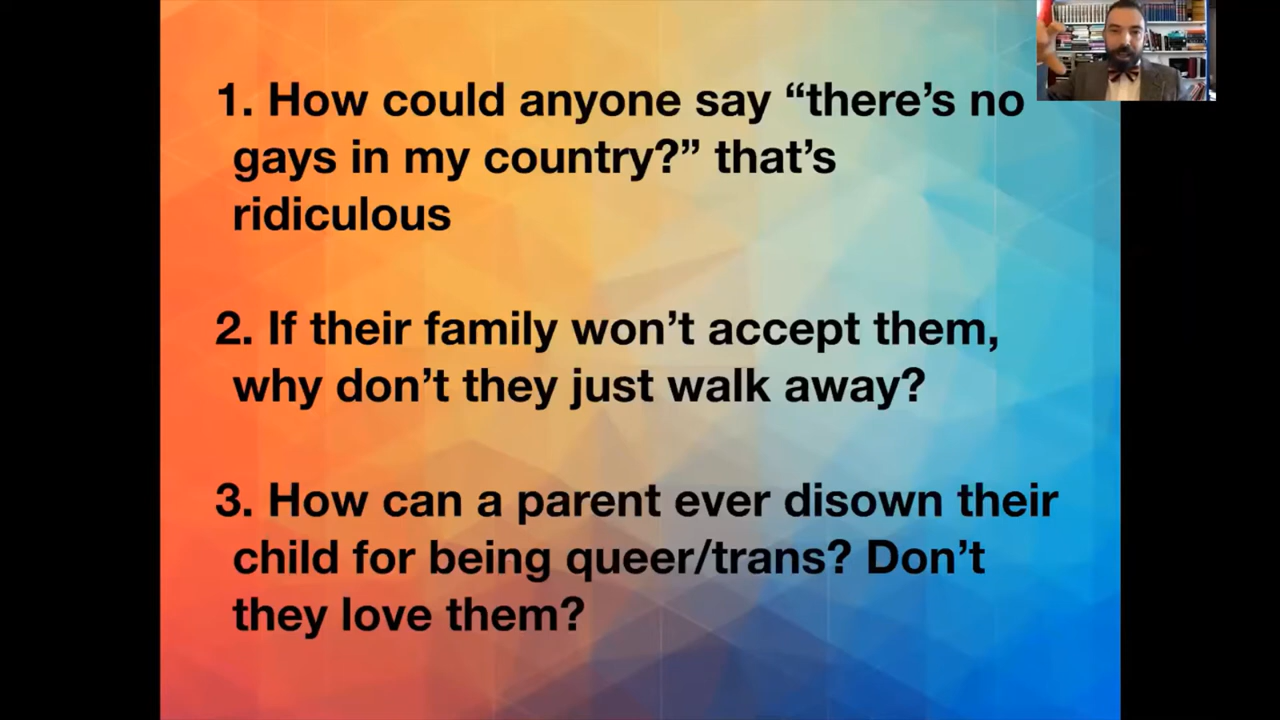 1. How could anyone say “there’s no
gays in my country?” that’s
ridiculous
2. If their family won’t accept them,
why don’t they just walk away?
3. How can a parent ever disown their
child for being queer/trans? Don’t
they love them?